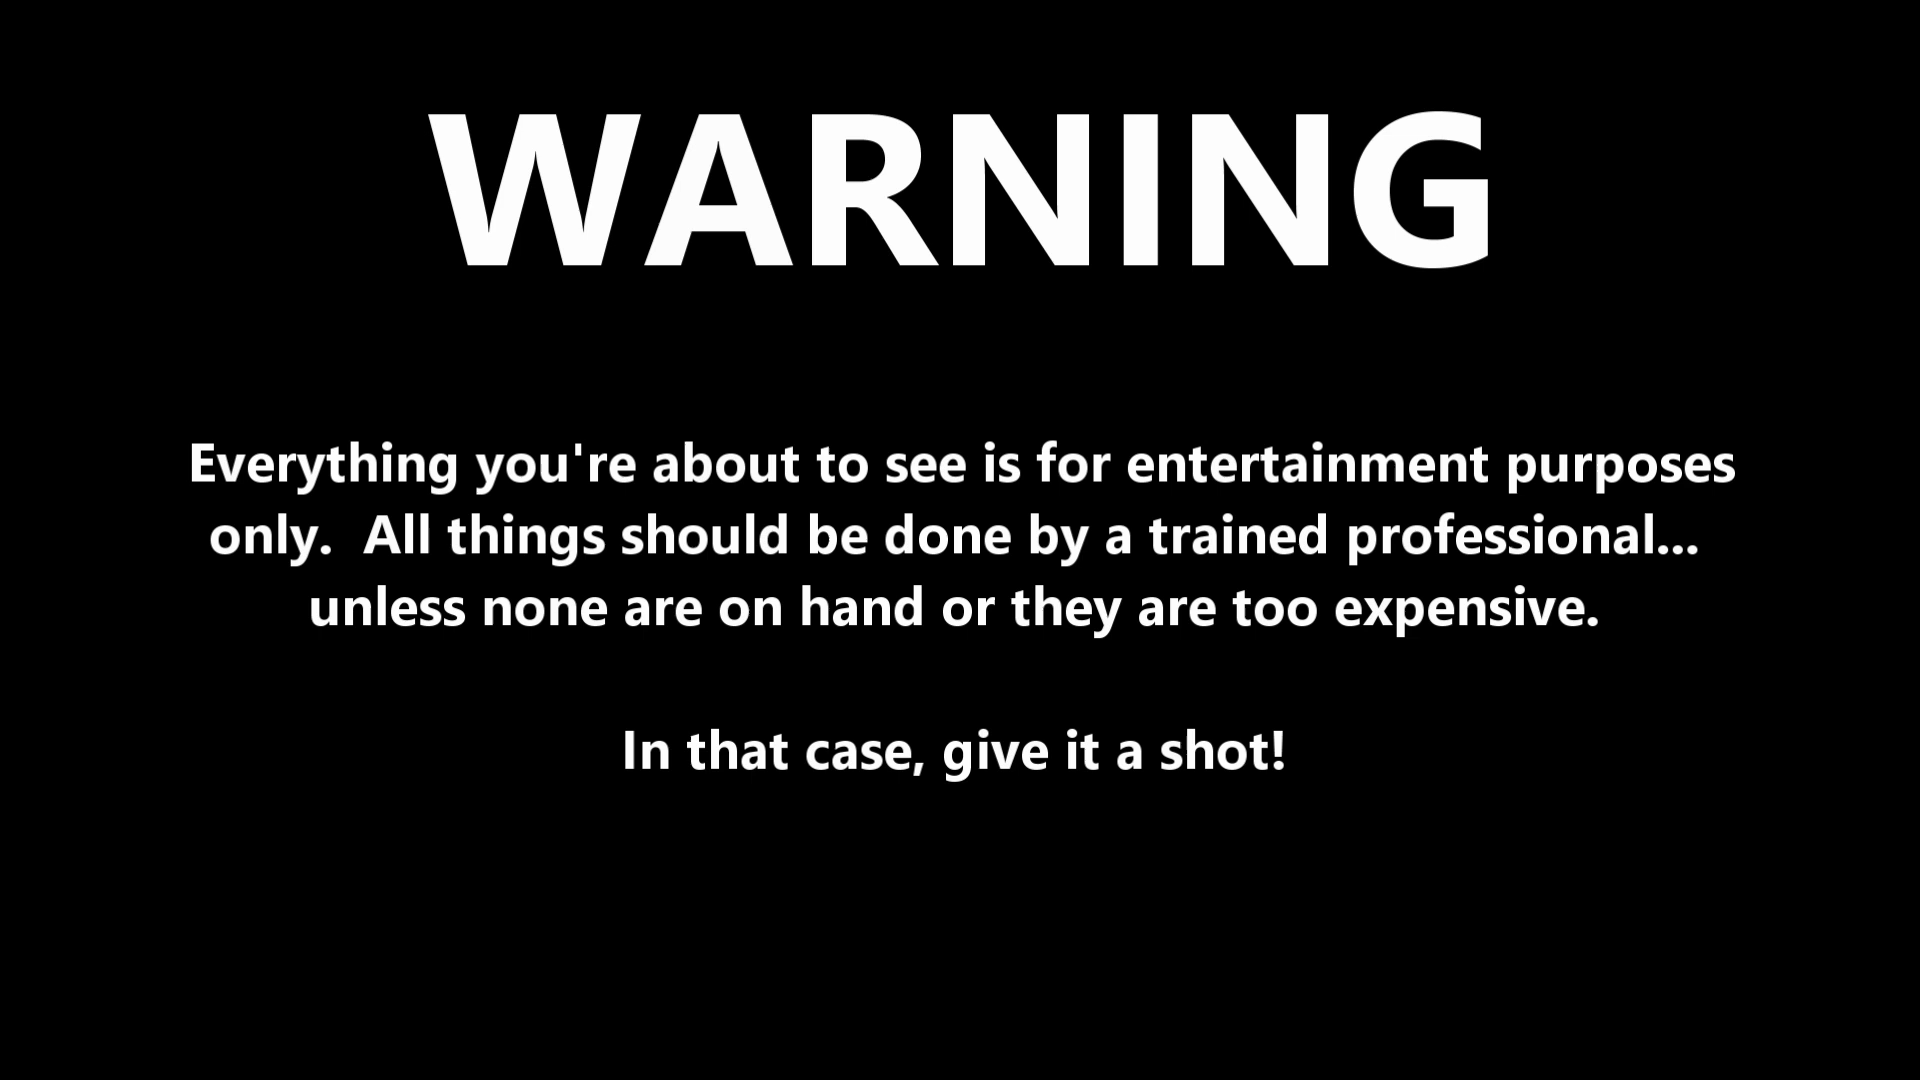 WARNING
Everything you're about to see is for entertainment purposes
only.  All things should be done by a trained professional...
unless none are on hand or they are too expensive.
In that case, give it a shot!